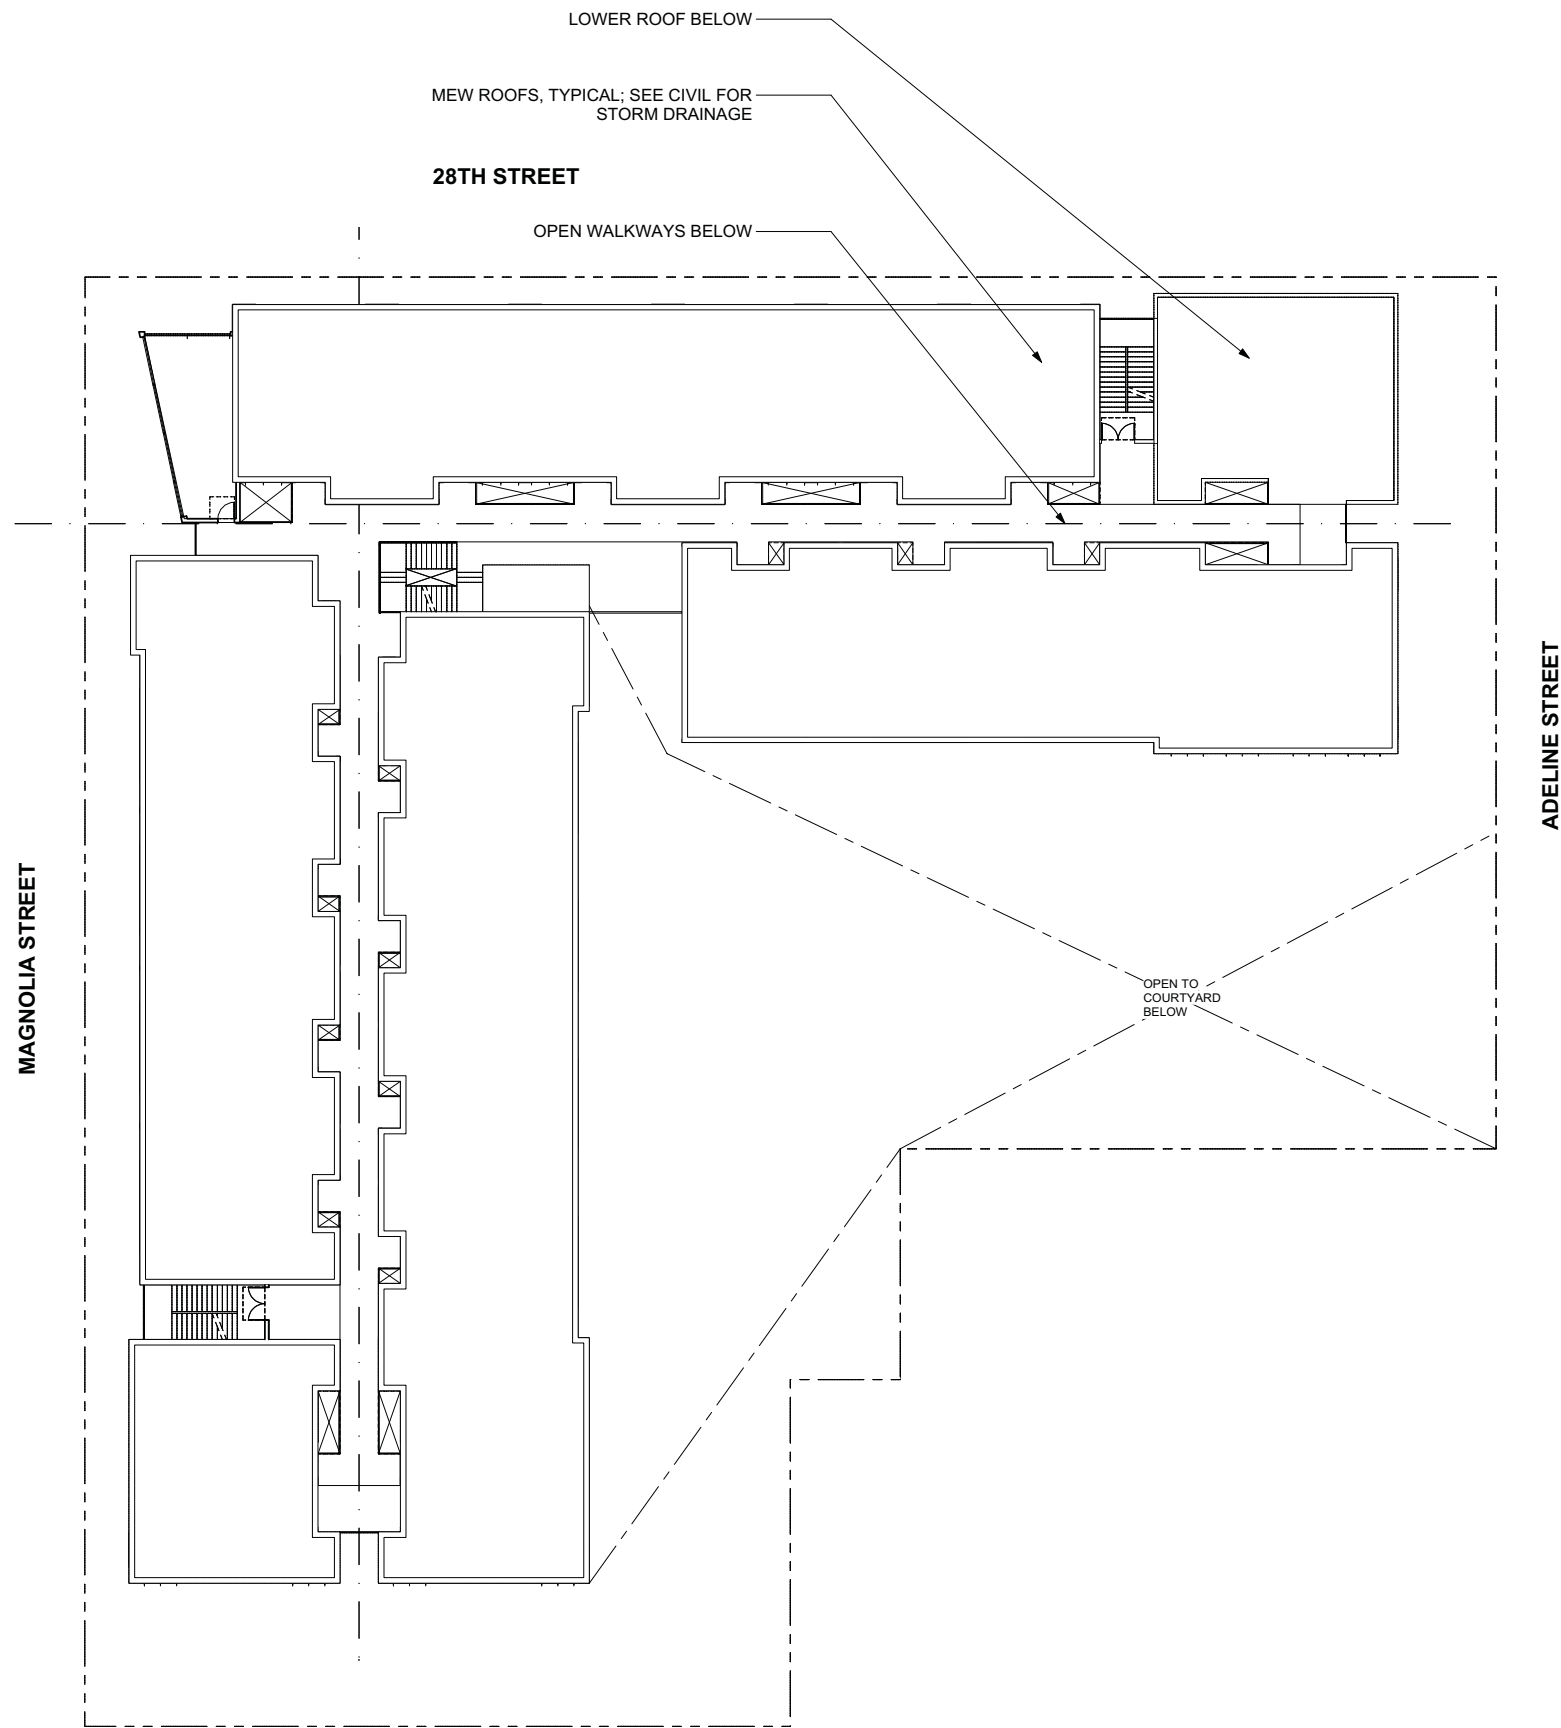 LOWER ROOF BELOW
MEW ROOFS, TYPICAL; SEE CIVIL FOR
STORM DRAINAGE
28TH STREET
OPEN WALKWAYS BELOW
ADELINE STREET
MAGNOLIA STREET
OPEN TO
COURTYARD
BELOW